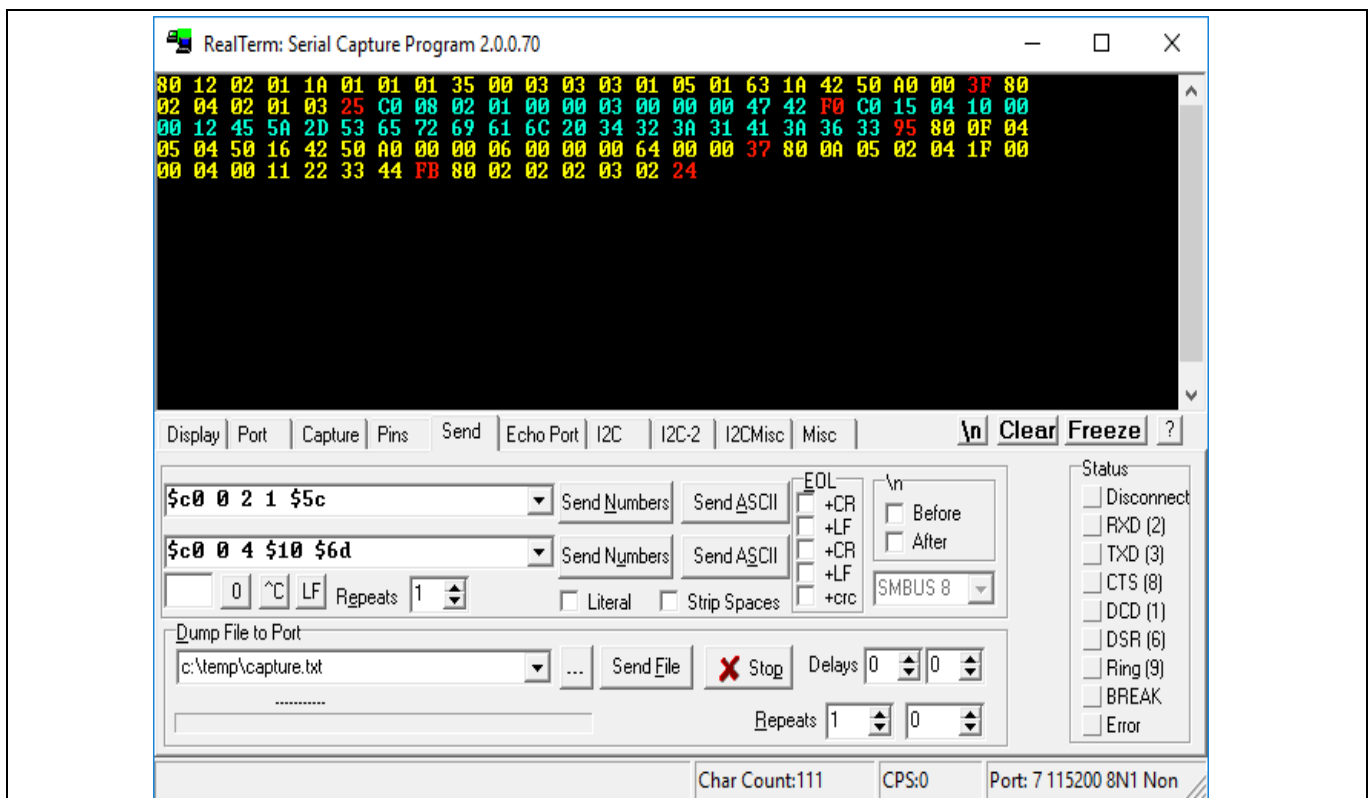 RealTerm: Serial Capture Program 2.0.0.70
80 12 02 01 1A 01 01 01 35 00 03 03 03 01 05 01 63 1A 42 50 A0 00 3F 80
02 04 02 01 03 25 C0 08 02 01 00 00 03 00 00 00 47 42 F0 C0 15 04 10 00
00 12 45 5A 2D 53 65 72 69 61 6C 20 34 32 3A 31 41 3A 36 33 95 80 0F 04
05 04 50 16 42 50 A0 00 00 06 00 00 00 64 00 00 37 80 0A 05 02 04 1F 00
00 04 00 11 22 33 44 FB 80 02 02 02 03 02 24
Display Port Capture Pins Send Echo Port I2C I2C-2 I2CMisc Misc \n Clear Freeze ?
$c0 0 2 1 $5c
Send Numbers Send ASCII
$c0 0 4 $10 $6d
Send Numbers Send ASCII
0 ^C LF Repeats 1
Literal Strip Spaces
EOL
+CR
+LF
+CR
+LF
+crc
\n
Before
After
SMBUS 8
Dump File to Port
c:\temp\capture.txt
... Send File Stop Delays 0 0
-----------
Repeats 1 0
Status
Disconnect
RXD (2)
TXD (3)
CTS (8)
DCD (1)
DSR (6)
Ring (9)
BREAK
Error
Char Count:111 CPS:0 Port: 7 115200 8N1 Non